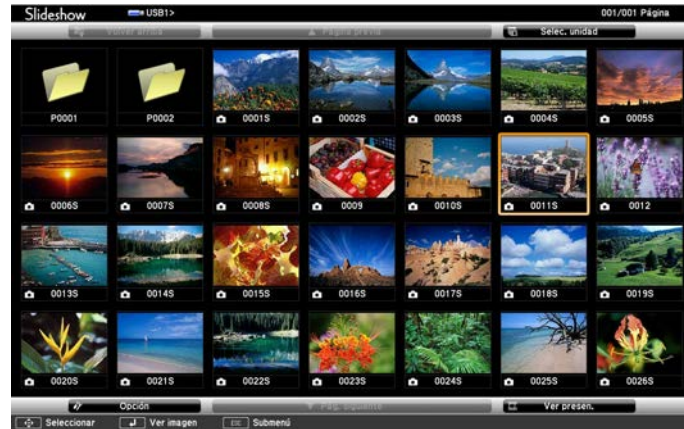 Slideshow USB1> 001/001 Página
Volver arriba Página previa Selec. unidad
P0001 P0002 0001S 0002S 0003S 0004S 0005S
0006S 0007S 0008S 0009 0010S 0011S 0012
0013S 0014S 0015S 0016S 0017S 0018S 0019S
0020S 0021S 0022S 0023S 0024S 0025S 0026S
Opción Pág. siguiente Ver presen.
Seleccionar Ver imagen ESC Submenú